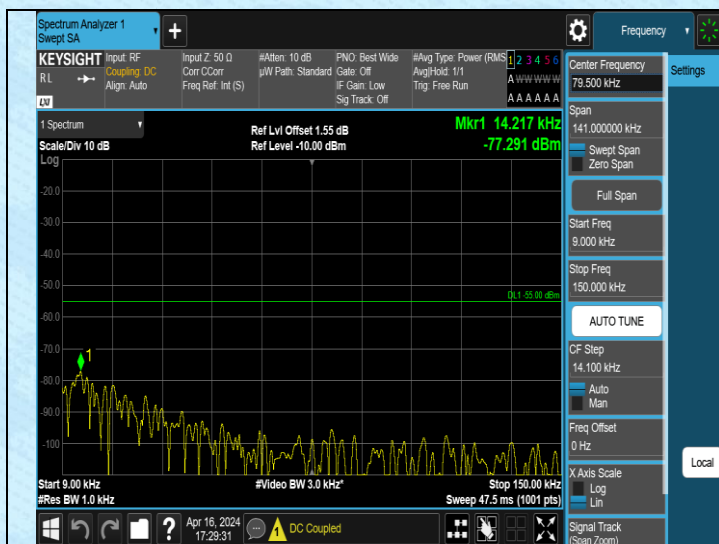 Spectrum Analyzer 1
Swept SA
Frequency
KEYSIGHT
RL
LXI
Input: RF
Coupling: DC
Align: Auto
Input Z: 50 Ω
Corr CCorr
Freq Ref: Int (S)
#Atten: 10 dB
µW Path: Standard
PNO: Best Wide
Gate: Off
IF Gain: Low
Sig Track: Off
#Avg Type: Power (RMS
Avg|Hold: 1/1
Trig: Free Run
1 2 3 4 5 6
A W W W W W
A A A A A A
Center Frequency
79.500 kHz
Settings
Span
141.000000 kHz
Swept Span
Zero Span
Full Span
Start Freq
9.000 kHz
Stop Freq
150.000 kHz
AUTO TUNE
CF Step
14.100 kHz
Auto
Man
Freq Offset
0 Hz
X Axis Scale
Log
Lin
Signal Track
(Span Zoom)
Local
1 Spectrum
Scale/Div 10 dB
Log
Ref Lvl Offset 1.55 dB
Ref Level -10.00 dBm
Mkr1 14.217 kHz
-77.291 dBm
-20.0
-30.0
-40.0
-50.0
DL1 -55.00 dBm
-60.0
-70.0
1
-80.0
-90.0
-100
Start 9.00 kHz
#Res BW 1.0 kHz
#Video BW 3.0 kHz*
Stop 150.00 kHz
Sweep 47.5 ms (1001 pts)
?
Apr 16, 2024
17:29:31
1
DC Coupled